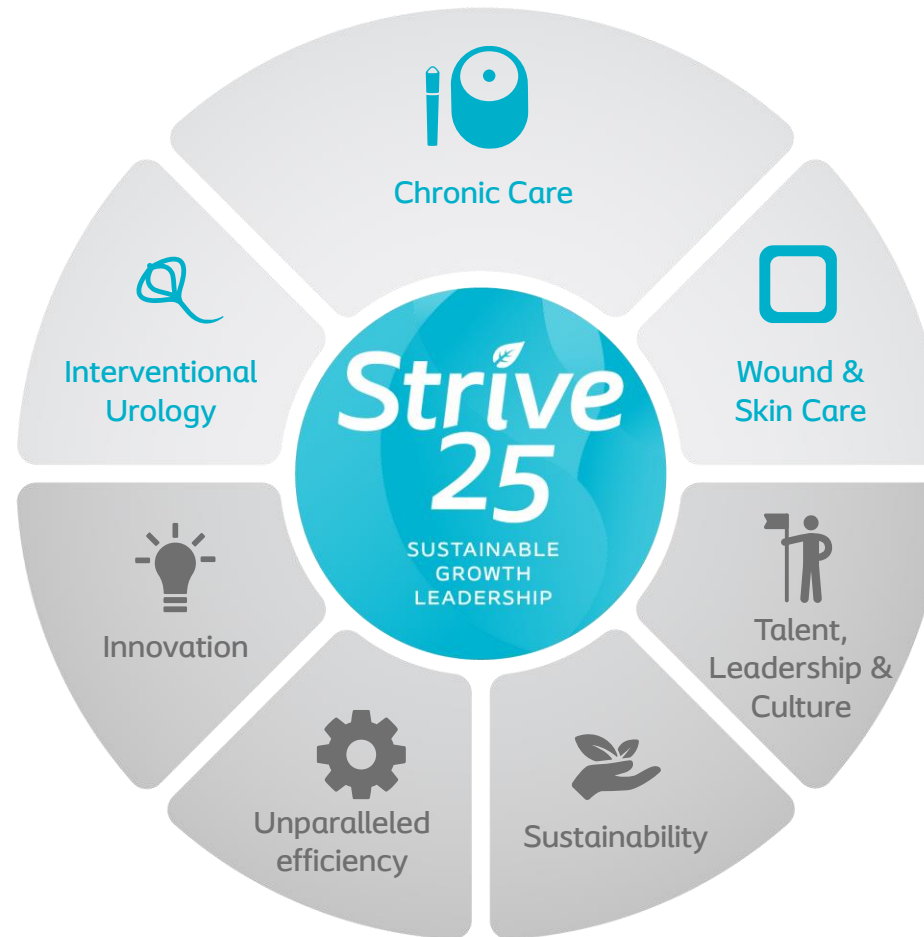 Chronic Care
Interventional
Urology
Wound &
Skin Care
Strive
25
SUSTAINABLE
GROWTH
LEADERSHIP
Innovation
Talent,
Leadership &
Culture
Unparalleled
efficiency
Sustainability